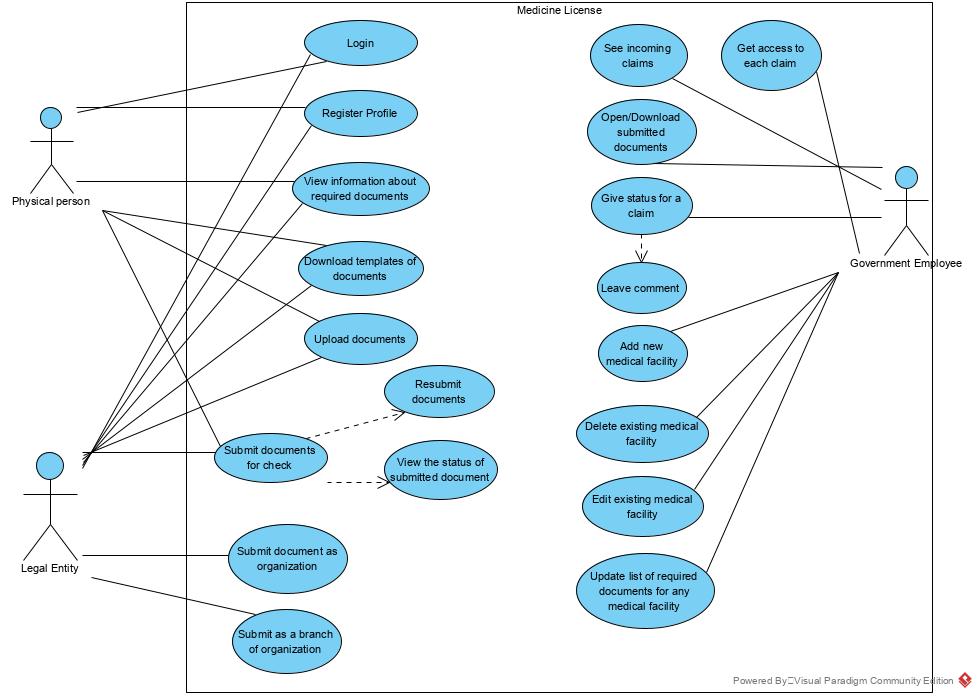 Medicine License
Login
Register Profile
View information about
required documents
Download templates of
documents
Upload documents
Resubmit
documents
Submit documents
for check
View the status of
submitted document
Submit document as
organization
Submit as a branch
of organization
Physical person
Legal Entity
See incoming
claims
Get access to
each claim
Open/Download
submitted
documents
Give status for a
claim
Leave comment
Add new
medical facility
Delete existing medical
facility
Edit existing medical
facility
Update list of required
documents for any
medical facility
Government Employee
Powered By Visual Paradigm Community Edition